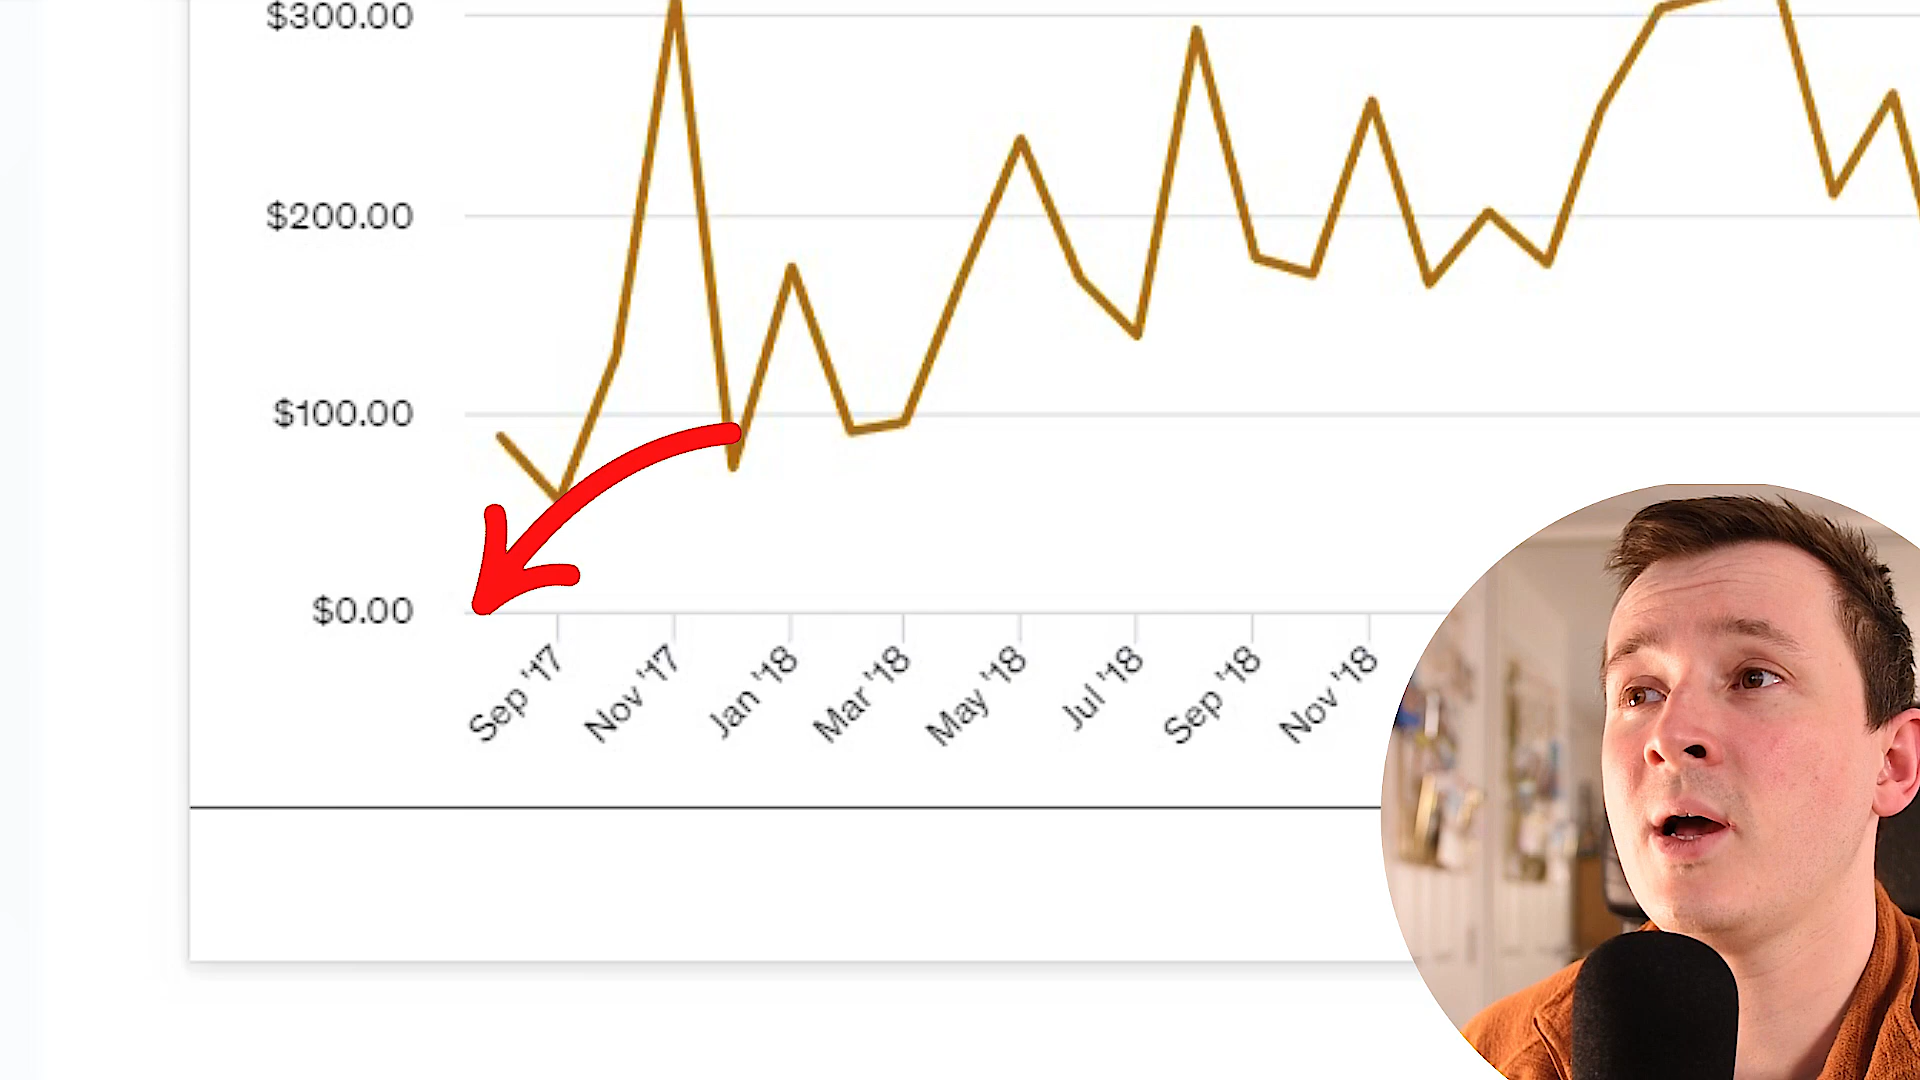 $300.00
$200.00
$100.00
$0.00
Sep '17
Nov '17
Jan '18
Mar '18
May '18
Jul '18
Sep '18
Nov '18